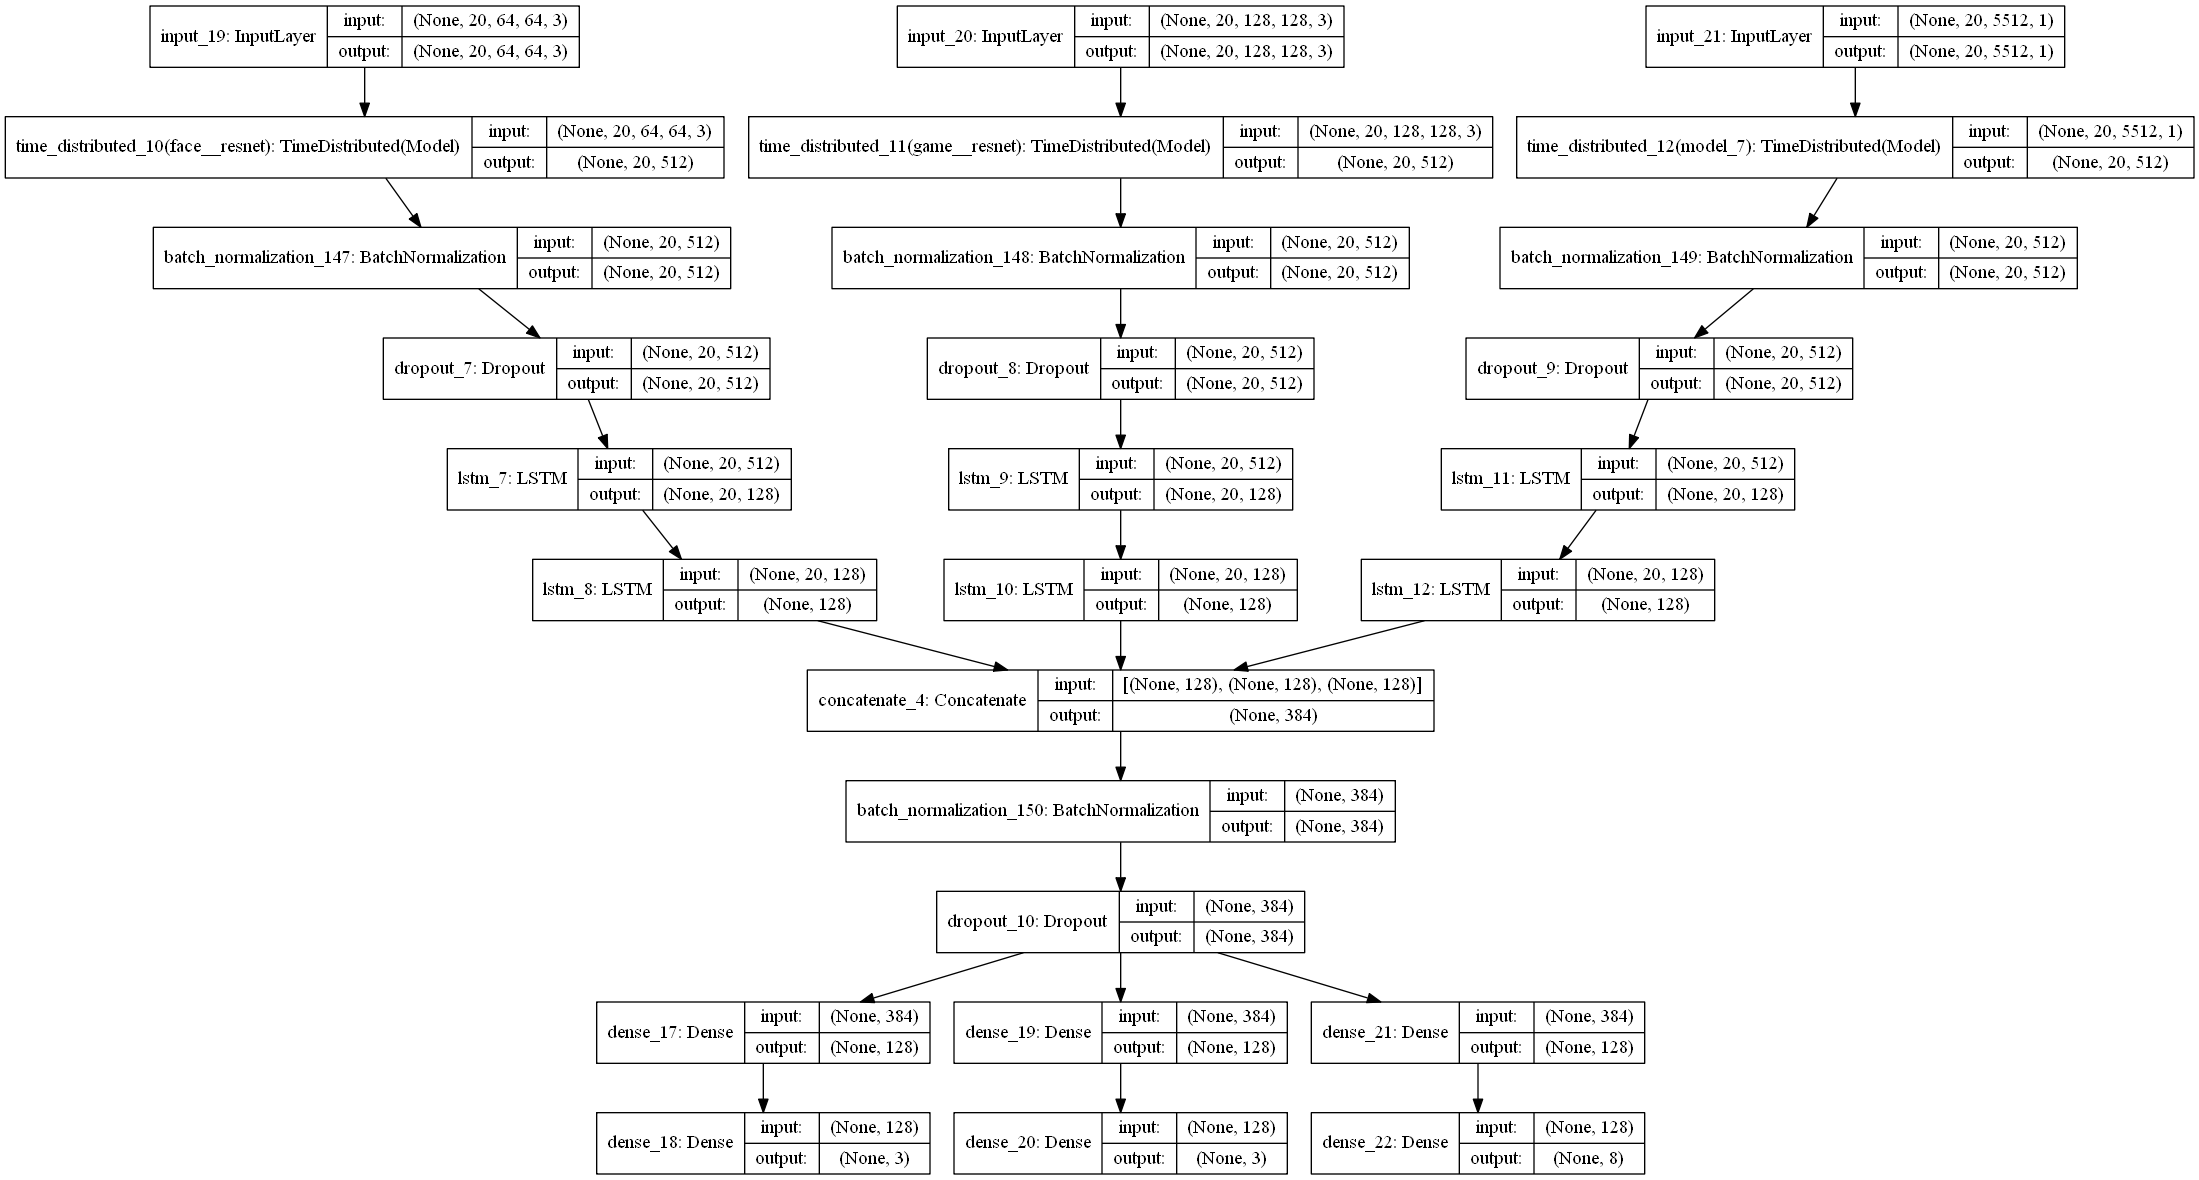 input_19: InputLayer
input: (None, 20, 64, 64, 3)
output: (None, 20, 64, 64, 3)
input_20: InputLayer
input: (None, 20, 128, 128, 3)
output: (None, 20, 128, 128, 3)
input_21: InputLayer
input: (None, 20, 5512, 1)
output: (None, 20, 5512, 1)
time_distributed_10(face__resnet): TimeDistributed(Model)
input: (None, 20, 64, 64, 3)
output: (None, 20, 512)
time_distributed_11(game__resnet): TimeDistributed(Model)
input: (None, 20, 128, 128, 3)
output: (None, 20, 512)
time_distributed_12(model_7): TimeDistributed(Model)
input: (None, 20, 5512, 1)
output: (None, 20, 512)
batch_normalization_147: BatchNormalization
input: (None, 20, 512)
output: (None, 20, 512)
batch_normalization_148: BatchNormalization
input: (None, 20, 512)
output: (None, 20, 512)
batch_normalization_149: BatchNormalization
input: (None, 20, 512)
output: (None, 20, 512)
dropout_7: Dropout
input: (None, 20, 512)
output: (None, 20, 512)
dropout_8: Dropout
input: (None, 20, 512)
output: (None, 20, 512)
dropout_9: Dropout
input: (None, 20, 512)
output: (None, 20, 512)
lstm_7: LSTM
input: (None, 20, 512)
output: (None, 20, 128)
lstm_9: LSTM
input: (None, 20, 512)
output: (None, 20, 128)
lstm_11: LSTM
input: (None, 20, 512)
output: (None, 20, 128)
lstm_8: LSTM
input: (None, 20, 128)
output: (None, 128)
lstm_10: LSTM
input: (None, 20, 128)
output: (None, 128)
lstm_12: LSTM
input: (None, 20, 128)
output: (None, 128)
concatenate_4: Concatenate
input: [(None, 128), (None, 128), (None, 128)]
output: (None, 384)
batch_normalization_150: BatchNormalization
input: (None, 384)
output: (None, 384)
dropout_10: Dropout
input: (None, 384)
output: (None, 384)
dense_17: Dense
input: (None, 384)
output: (None, 128)
dense_19: Dense
input: (None, 384)
output: (None, 128)
dense_21: Dense
input: (None, 384)
output: (None, 128)
dense_18: Dense
input: (None, 128)
output: (None, 3)
dense_20: Dense
input: (None, 128)
output: (None, 3)
dense_22: Dense
input: (None, 128)
output: (None, 8)